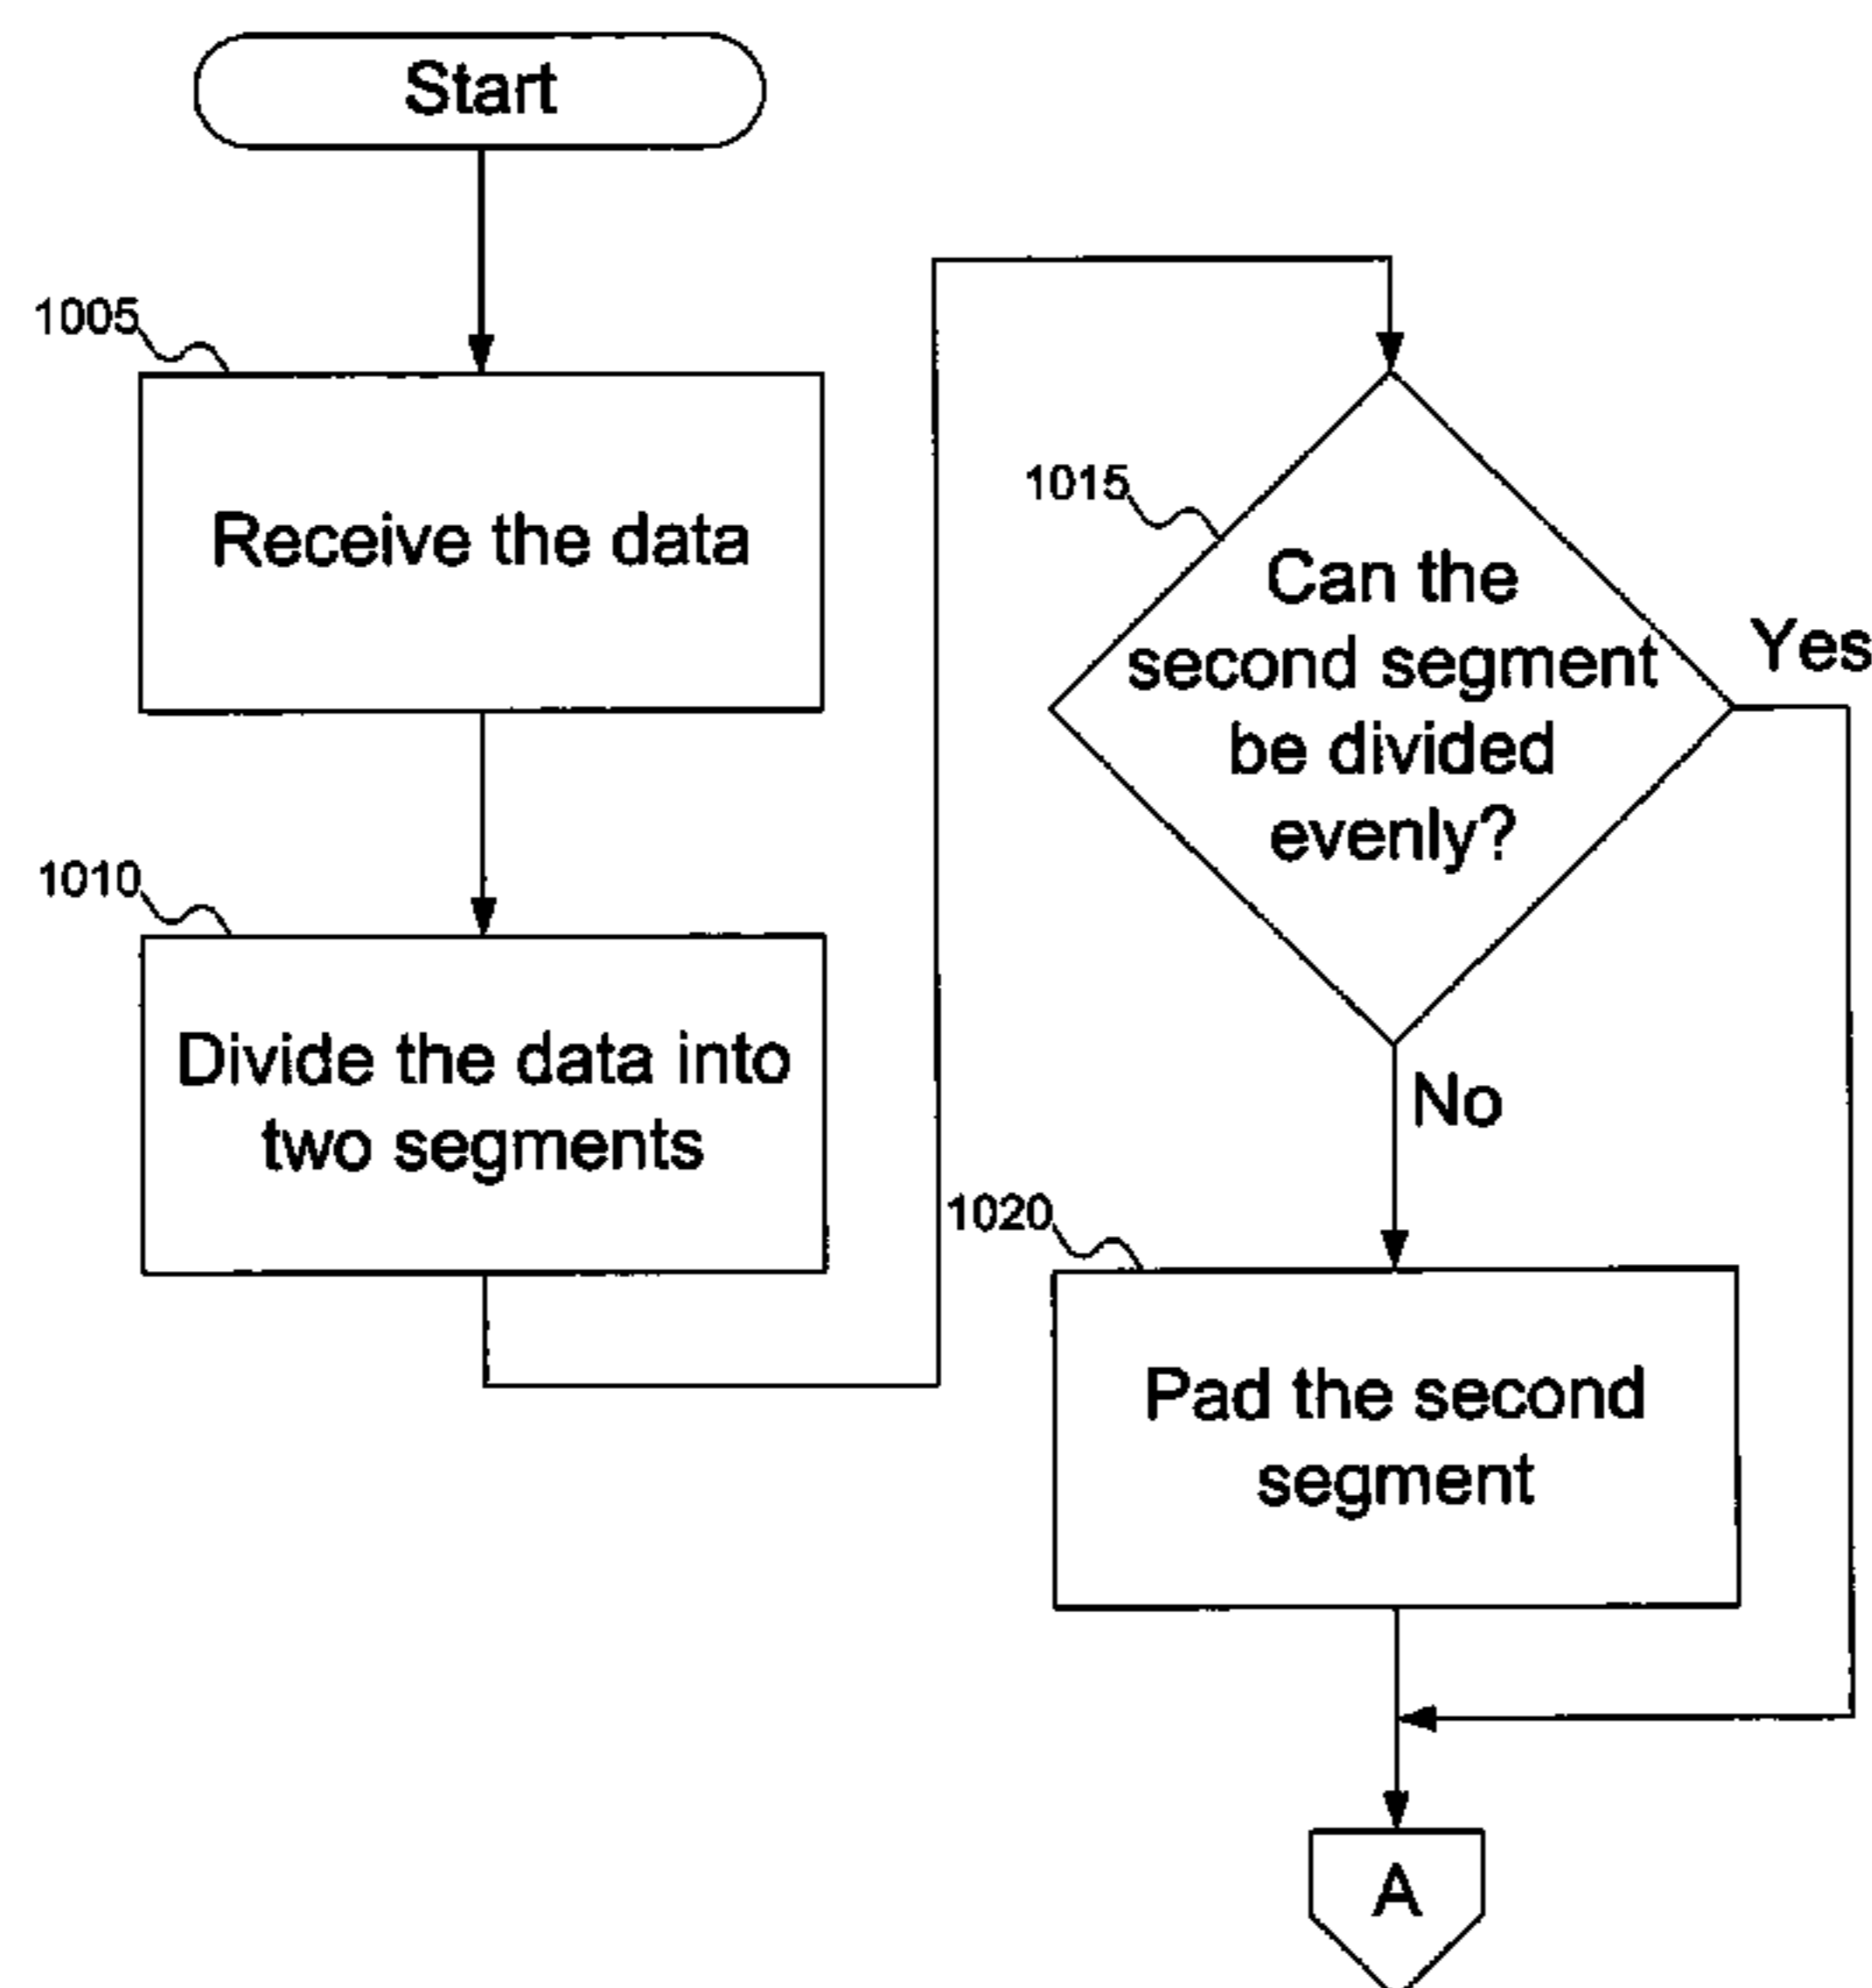 Start
1005
Receive the data
1010
Divide the data into
two segments
1015
Can the
second segment
be divided
evenly?
Yes
No
1020
Pad the second
segment
A